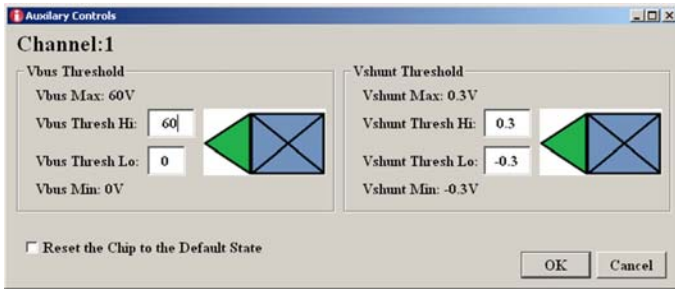 Auxilary Controls
Channel:1
Vbus Threshold
Vbus Max: 60V
Vbus Thresh Hi: 60
Vbus Thresh Lo: 0
Vbus Min: 0V
Vshunt Threshold
Vshunt Max: 0.3V
Vshunt Thresh Hi: 0.3
Vshunt Thresh Lo: -0.3
Vshunt Min: -0.3V
Reset the Chip to the Default State
OK Cancel